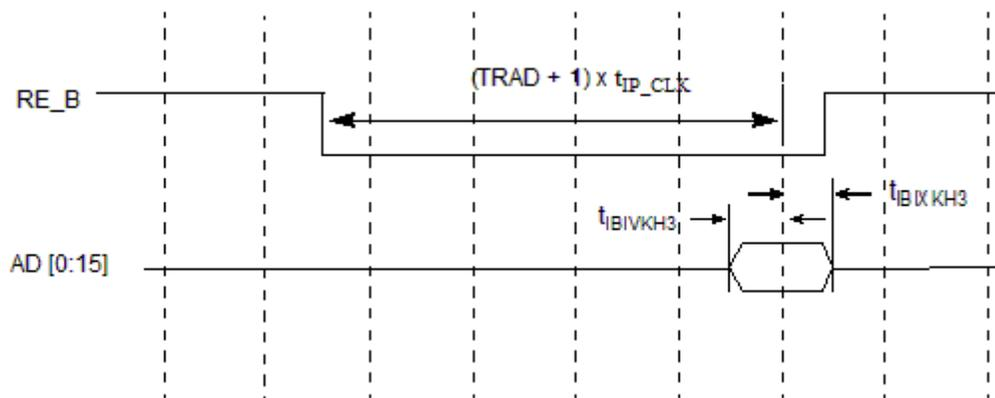 (TRAD + 1) x tIP_CLK
RE_B
tIBIXKH3
tIBIVKH3
AD [0:15]